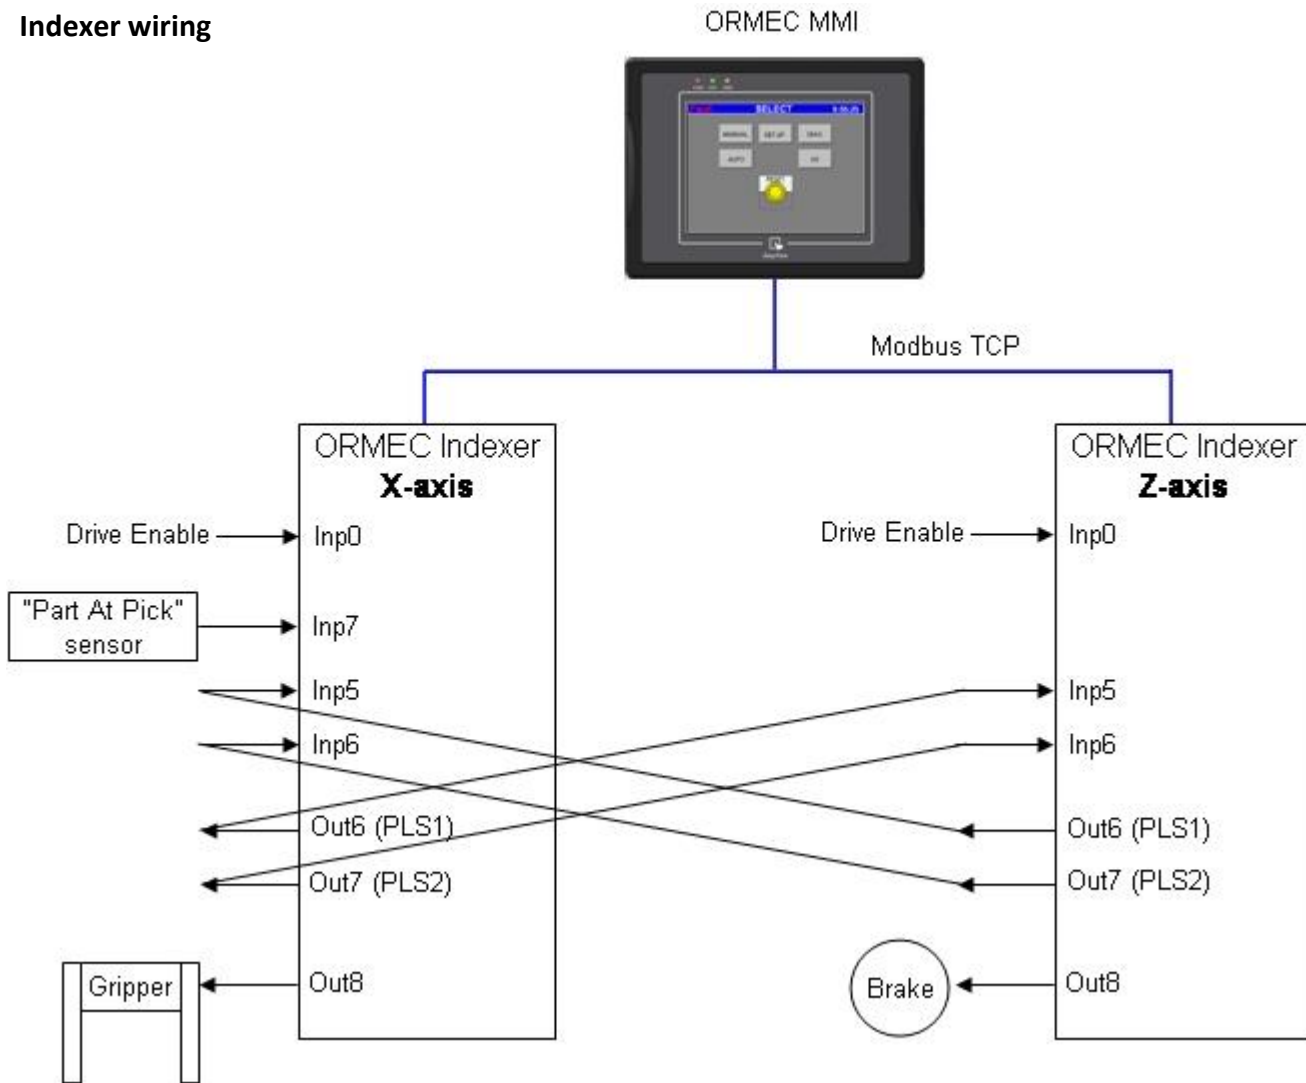 Indexer wiring
ORMEC MMI
SELECT
MANUAL
SET UP
AUTO
Modbus TCP
ORMEC Indexer
X-axis
ORMEC Indexer
Z-axis
Drive Enable
Inp0
Drive Enable
Inp0
"Part At Pick"
sensor
Inp7
Inp5
Inp5
Inp6
Inp6
Out6 (PLS1)
Out6 (PLS1)
Out7 (PLS2)
Out7 (PLS2)
Gripper
Out8
Brake
Out8